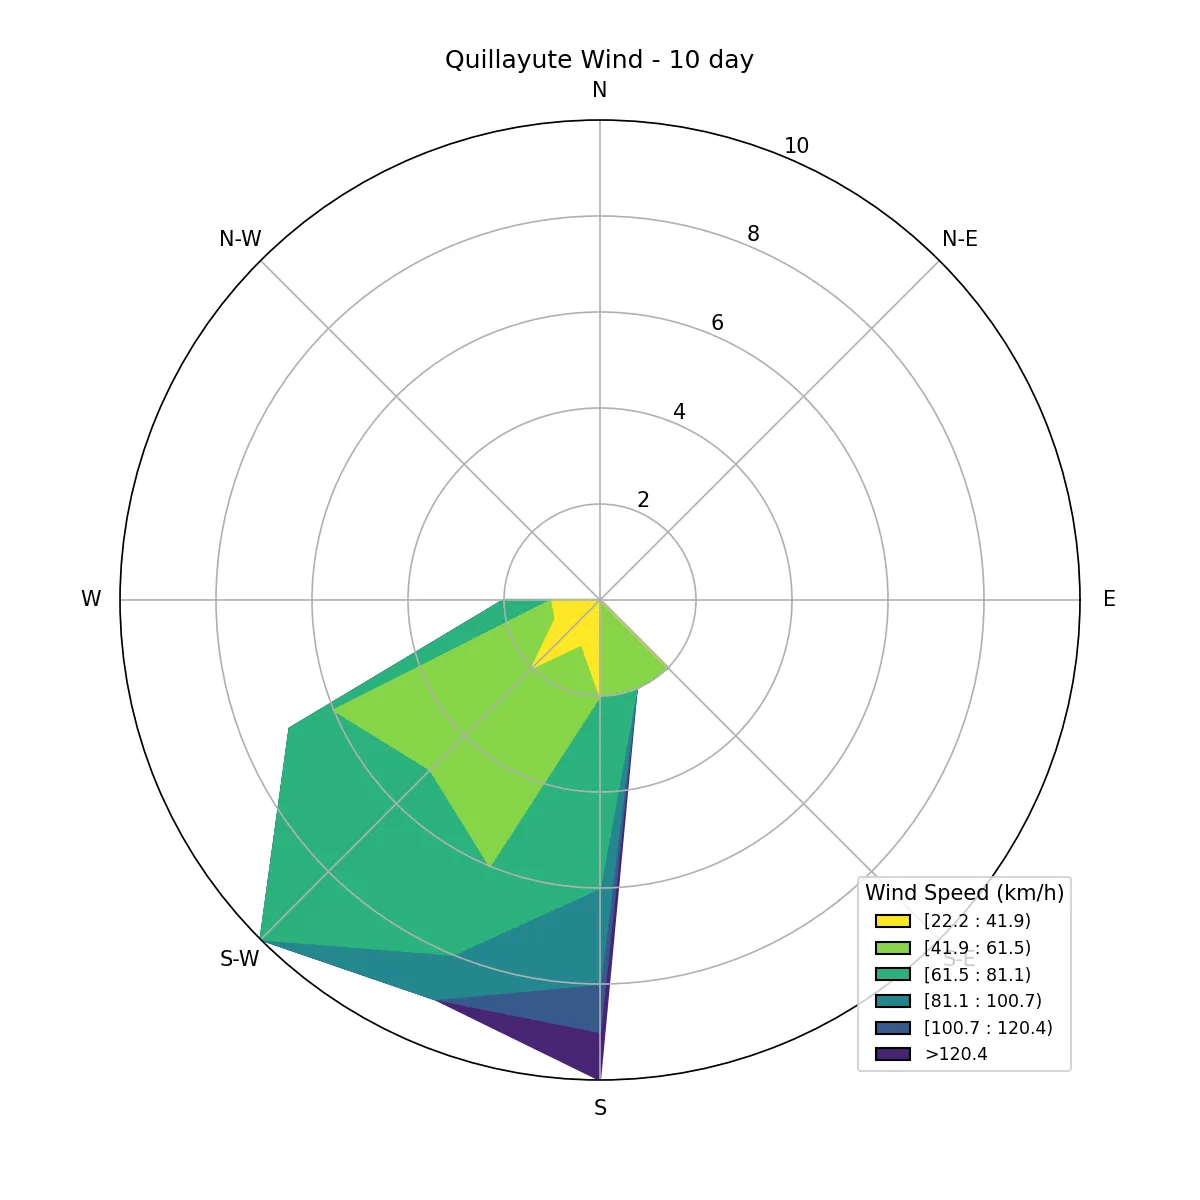 Quillayute Wind - 10 day
N
10
N-W
N-E
8
6
4
2
W
E
S-W
S-E
S
Wind Speed (km/h)
[22.2 : 41.9)
[41.9 : 61.5)
[61.5 : 81.1)
[81.1 : 100.7)
[100.7 : 120.4)
>120.4